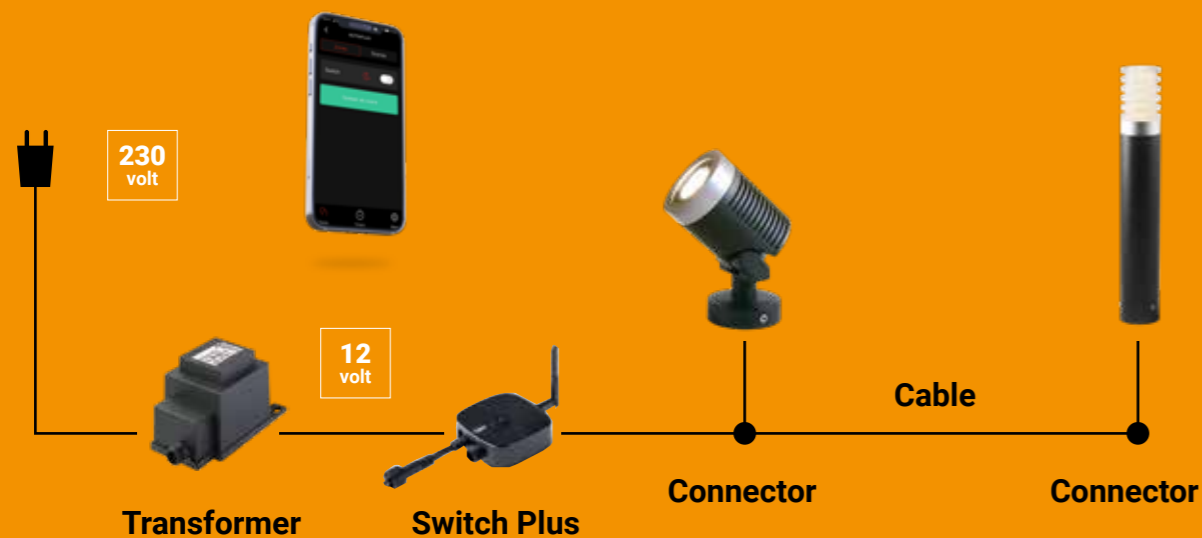 230
volt
12
volt
Cable
Connector
Connector
Transformer
Switch Plus